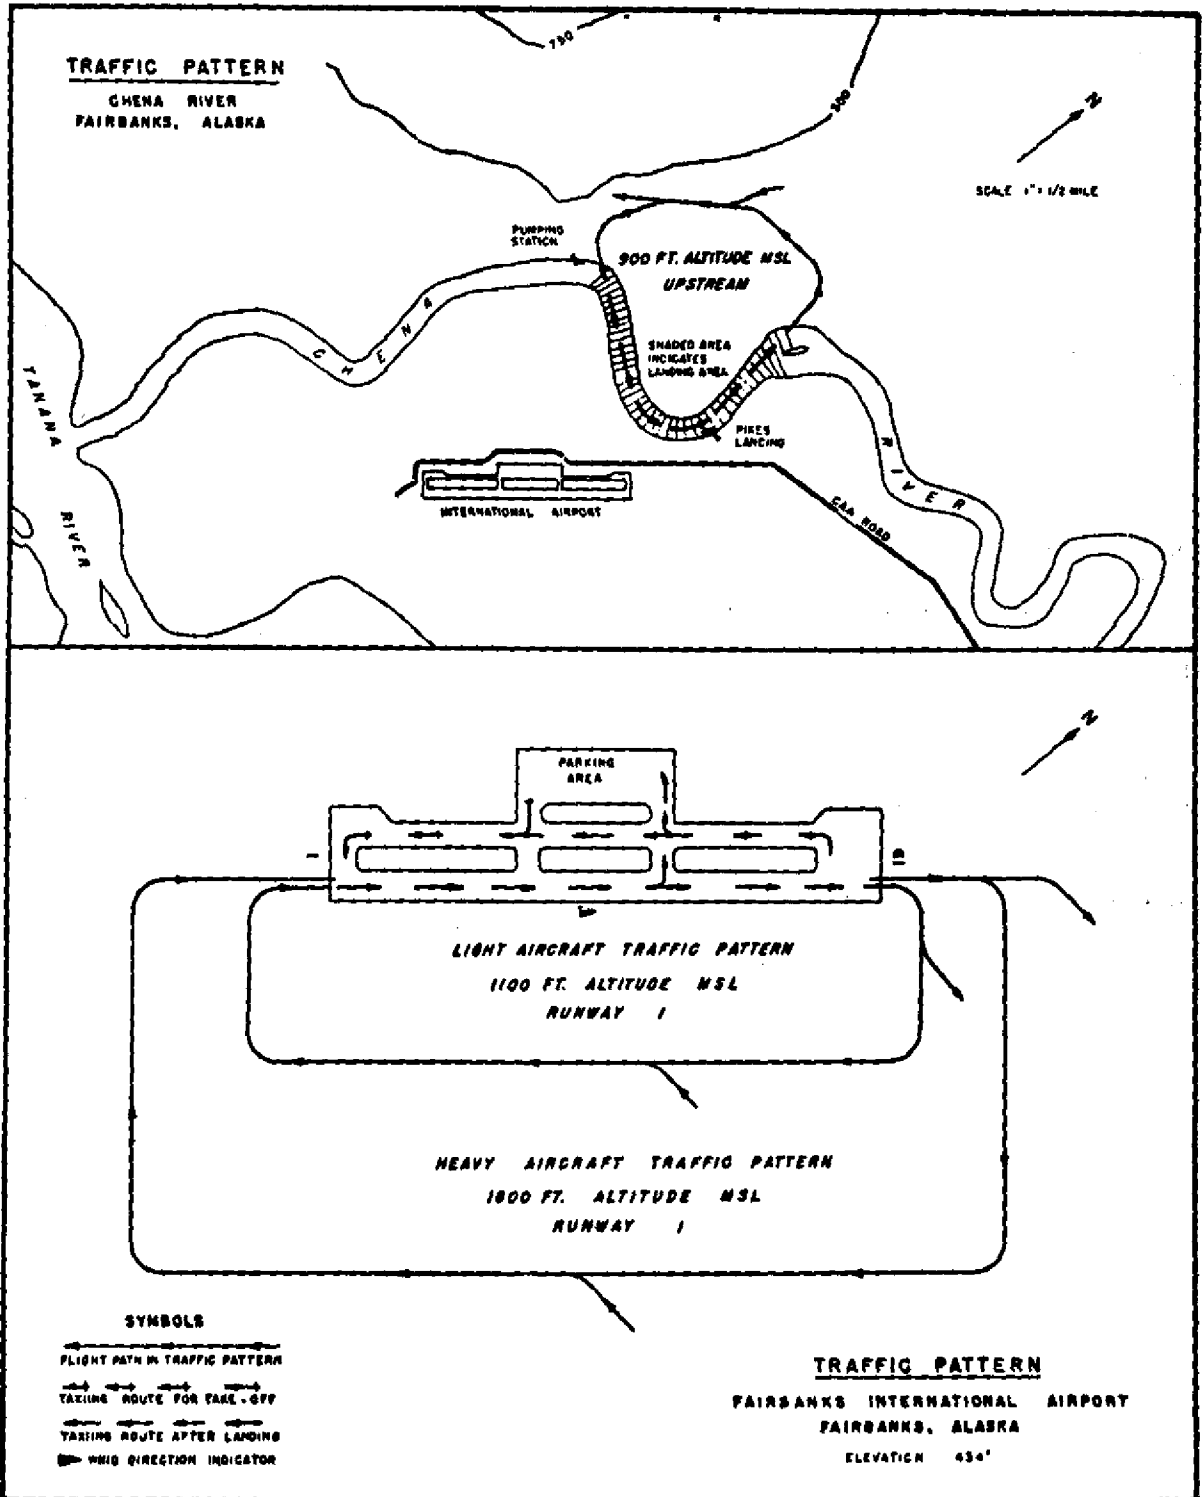 TRAFFIC PATTERN
CHENA RIVER
FAIRBANKS, ALASKA
750
500
N
SCALE 1" = 1/2 MILE
PUMPING
STATION
900 FT. ALTITUDE MSL
UPSTREAM
CHENA
SHADED AREA
INDICATES
LANDING AREA
PIKES
LANDING
TANANA
RIVER
RIVER
INTERNATIONAL AIRPORT
CAA ROAD
N
PARKING
AREA
1
19
LIGHT AIRCRAFT TRAFFIC PATTERN
1100 FT. ALTITUDE MSL
RUNWAY 1
HEAVY AIRCRAFT TRAFFIC PATTERN
FT. ALTITUDE MSL
RUNWAY 1
SYMBOLS
FLIGHT PATH IN TRAFFIC PATTERN
TAXIING ROUTE FOR TAKE-OFF
TAXIING ROUTE AFTER LANDING
WIND DIRECTION INDICATOR
TRAFFIC PATTERN
FAIRBANKS INTERNATIONAL AIRPORT
FAIRBANKS, ALASKA
ELEVATION 434'